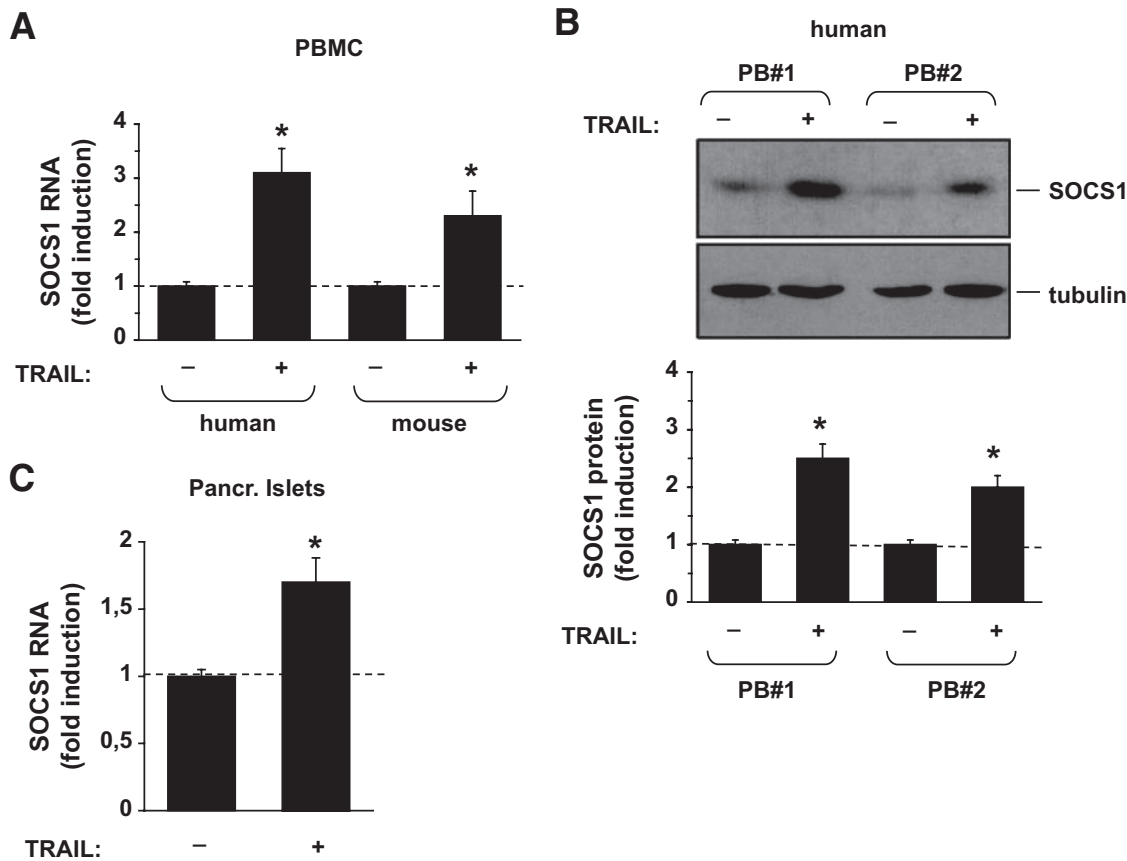 A
PBMC
SOCS1 RNA
(fold induction)
4
3
2
1
0
*
*
TRAIL:
– + – +
human mouse
B
human
PB#1 PB#2
TRAIL: – + – +
SOCS1
tubulin
SOCS1 protein
(fold induction)
4
3
2
1
0
*
*
TRAIL: – + – +
PB#1 PB#2
C
Pancr. Islets
SOCS1 RNA
(fold induction)
2
1,5
1
0,5
0
*
TRAIL: – +